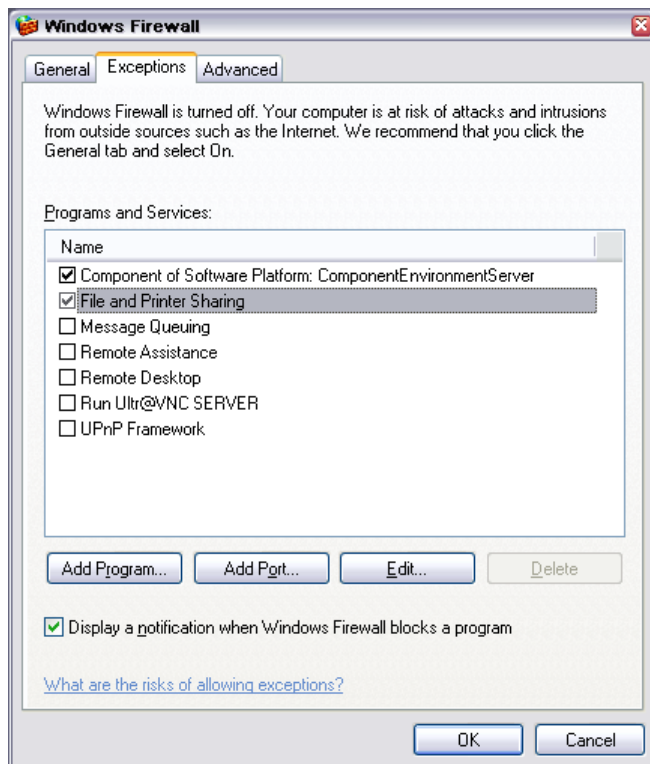 Windows Firewall
General Exceptions Advanced
Windows Firewall is turned off. Your computer is at risk of attacks and intrusions
from outside sources such as the Internet. We recommend that you click the
General tab and select On.
Programs and Services:
Name
Component of Software Platform: ComponentEnvironmentServer
File and Printer Sharing
Message Queuing
Remote Assistance
Remote Desktop
Run Ultr@VNC SERVER
UPnP Framework
Add Program... Add Port... Edit... Delete
Display a notification when Windows Firewall blocks a program
What are the risks of allowing exceptions?
OK Cancel